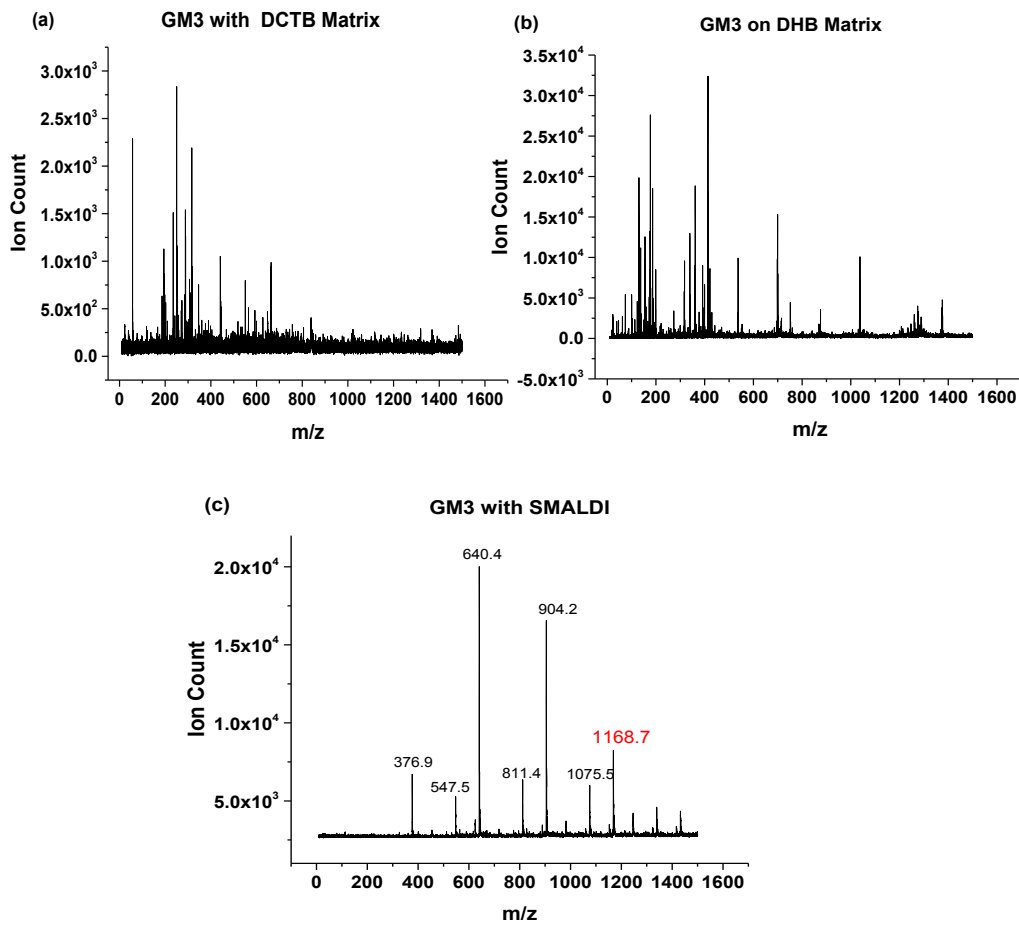 (a)
GM3 with DCTB Matrix
3.0x10³
2.5x10³
2.0x10³
1.5x10³
1.0x10³
5.0x10²
0.0
Ion Count
0 200 400 600 800 1000 1200 1400 1600
m/z
(b)
GM3 on DHB Matrix
3.5x10⁴
3.0x10⁴
2.5x10⁴
2.0x10⁴
1.5x10⁴
1.0x10⁴
5.0x10³
0.0
-5.0x10³
Ion Count
0 200 400 600 800 1000 1200 1400 1600
m/z
(c)
GM3 with SMALDI
2.0x10⁴
1.5x10⁴
1.0x10⁴
5.0x10³
Ion Count
640.4
904.2
1168.7
376.9
547.5
811.4
1075.5
0 200 400 600 800 1000 1200 1400 1600
m/z